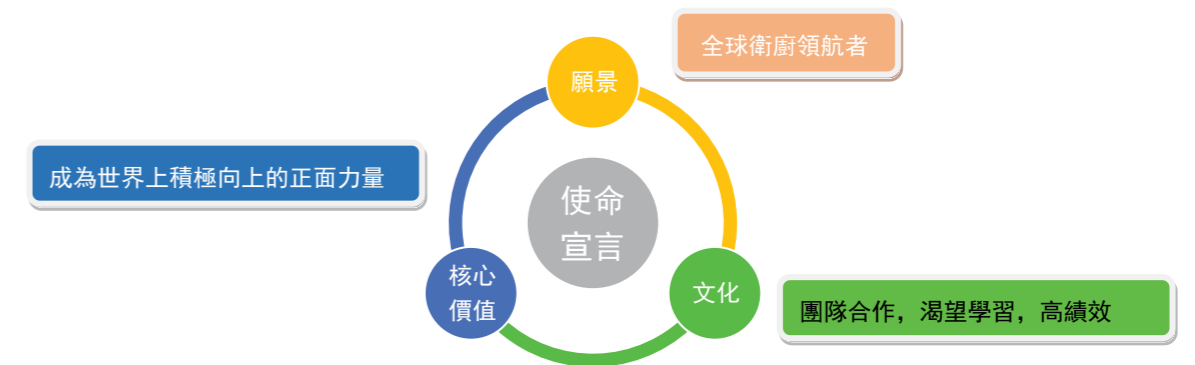 全球衛廚領航者
願景
成為世界上積極向上的正面力量
使命
宣言
核心
價值
文化
團隊合作，渴望學習，高績效